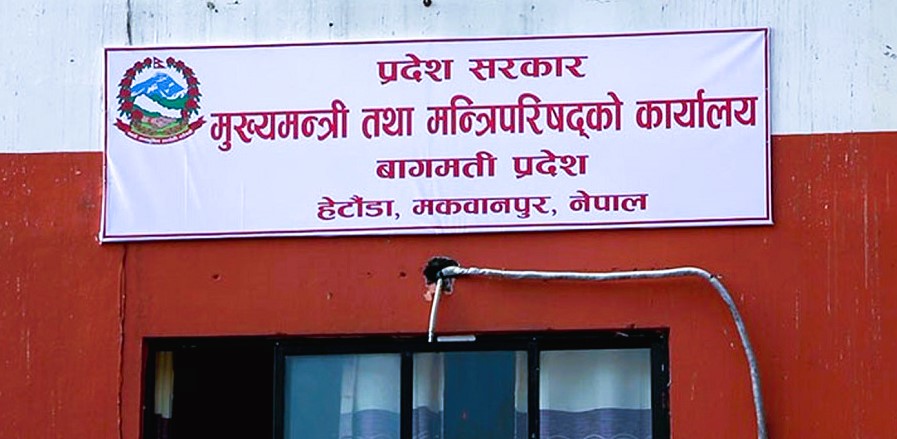 प्रदेश सरकार
मुख्यमन्त्री तथा मन्त्रिपरिषद्को कार्यालय
बागमती प्रदेश
हेटौंडा, मकवानपुर, नेपाल